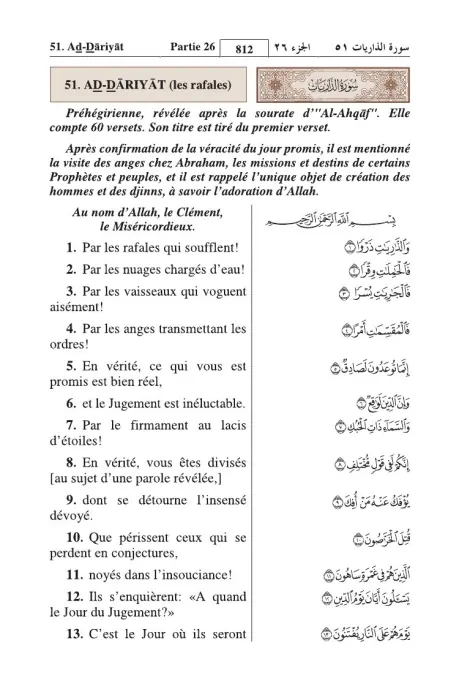 51. Ad-Dāriyāt Partie 26 812 الجزء ٢٦ سورة الذاريات ٥١
51. AD-DĀRIYĀT (les rafales)
سُورَةُ الذَّارِيَاتِ
Préhégirienne, révélée après la sourate d'"Al-Ahqāf". Elle
compte 60 versets. Son titre est tiré du premier verset.
Après confirmation de la véracité du jour promis, il est mentionné
la visite des anges chez Abraham, les missions et destins de certains
Prophètes et peuples, et il est rappelé l’unique objet de création des
hommes et des djinns, à savoir l’adoration d’Allah.
Au nom d’Allah, le Clément,
le Miséricordieux.
1. Par les rafales qui soufflent!
2. Par les nuages chargés d’eau!
3. Par les vaisseaux qui voguent
aisément!
4. Par les anges transmettant les
ordres!
5. En vérité, ce qui vous est
promis est bien réel,
6. et le Jugement est inéluctable.
7. Par le firmament au lacis
d’étoiles!
8. En vérité, vous êtes divisés
[au sujet d’une parole révélée,]
9. dont se détourne l’insensé
dévoyé.
10. Que périssent ceux qui se
perdent en conjectures,
11. noyés dans l’insouciance!
12. Ils s’enquièrent: «A quand
le Jour du Jugement?»
13. C’est le Jour où ils seront
بِسْمِ اللَّهِ الرَّحْمَٰنِ الرَّحِيمِ
وَالذَّارِيَاتِ ذَرْوًا ١
فَالْحَامِلَاتِ وِقْرًا ٢
فَالْجَارِيَاتِ يُسْرًا ٣
فَالْمُقَسِّمَاتِ أَمْرًا ٤
إِنَّمَا تُوعَدُونَ لَصَادِقٌ ٥
وَإِنَّ الدِّينَ لَوَاقِعٌ ٦
وَالسَّمَاءِ ذَاتِ الْحُبُكِ ٧
إِنَّكُمْ لَفِي قَوْلٍ مُخْتَلِفٍ ٨
يُؤْفَكُ عَنْهُ مَنْ أُفِكَ ٩
قُتِلَ الْخَرَّاصُونَ ١٠
الَّذِينَ هُمْ فِي غَمْرَةٍ سَاهُونَ ١١
يَسْأَلُونَ أَيَّانَ يَوْمُ الدِّينِ ١٢
يَوْمَ هُمْ عَلَى النَّارِ يُفْتَنُونَ ١٣